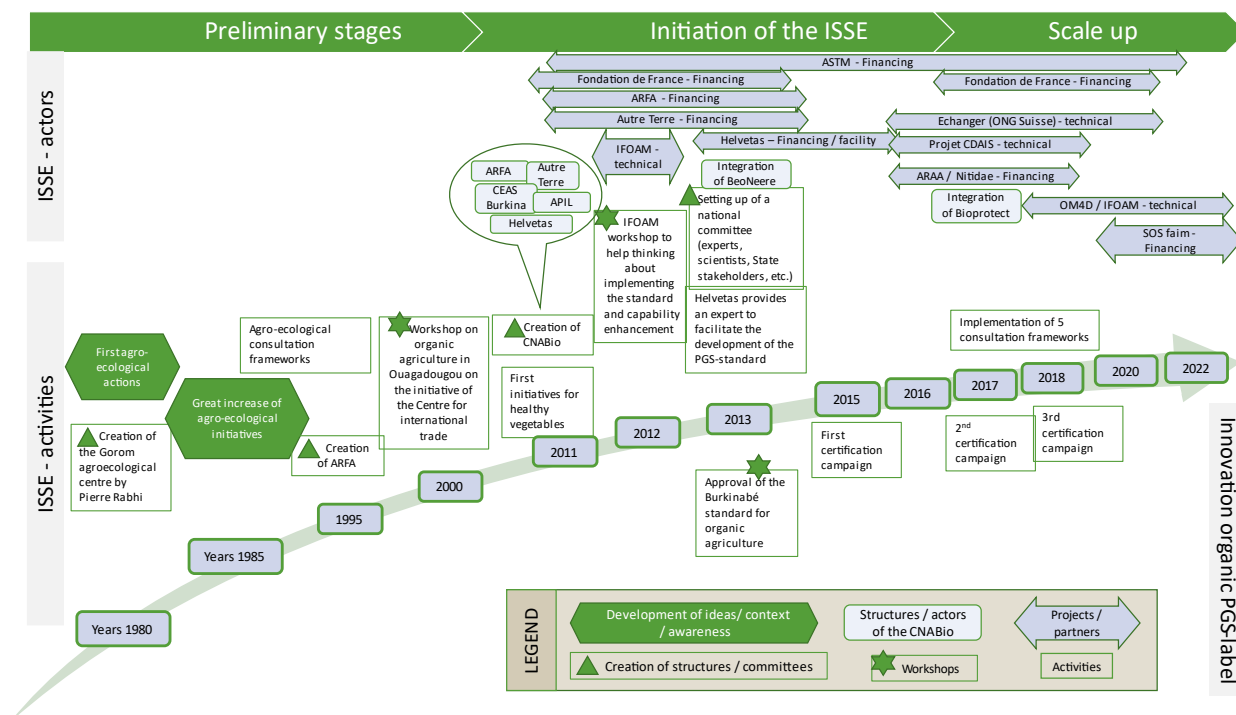 Preliminary stages
Initiation of the ISSE
Scale up
ISSE - actors
ASTM - Financing
Fondation de France - Financing
Fondation de France - Financing
ARFA - Financing
Autre Terre - Financing
Echanger (ONG Suisse) - technical
IFOAM -
technical
Helvetas – Financing / facility
Projet CDAIS - technical
ARAA / Nitidae - Financing
ARFA
Autre
Terre
CEAS
Burkina
APIL
Helvetas
Integration
of BeoNeere
Integration
of Bioprotect
OM4D / IFOAM - technical
SOS faim -
Financing
IFOAM
workshop to
help thinking
about
implementing
the standard
and capability
enhancement
Setting up of a
national
committee
(experts,
scientists, State
stakeholders, etc.)
Helvetas provides
an expert to
facilitate the
development of the
PGS-standard
ISSE - activities
First agro-
ecological
actions
Great increase of
agro-ecological
initiatives
Agro-ecological
consultation
frameworks
Workshop on
organic
agriculture in
Ouagadougou on
the initiative of
the Centre for
international
trade
Creation of
CNABio
First
initiatives for
healthy
vegetables
Creation of
the Gorom
agroecological
centre by
Pierre Rabhi
Creation
of ARFA
Implementation of 5
consultation frameworks
Years 1980
Years 1985
1995
2000
2011
2012
2013
2015
2016
2017
2018
2020
2022
Approval of the
Burkinabé
standard for
organic
agriculture
First
certification
campaign
2nd
certification
campaign
3rd
certification
campaign
Innovation organic PGS-label
LEGEND
Development of ideas/ context
/ awareness
Structures / actors
of the CNABio
Projects /
partners
Creation of structures / committees
Workshops
Activities